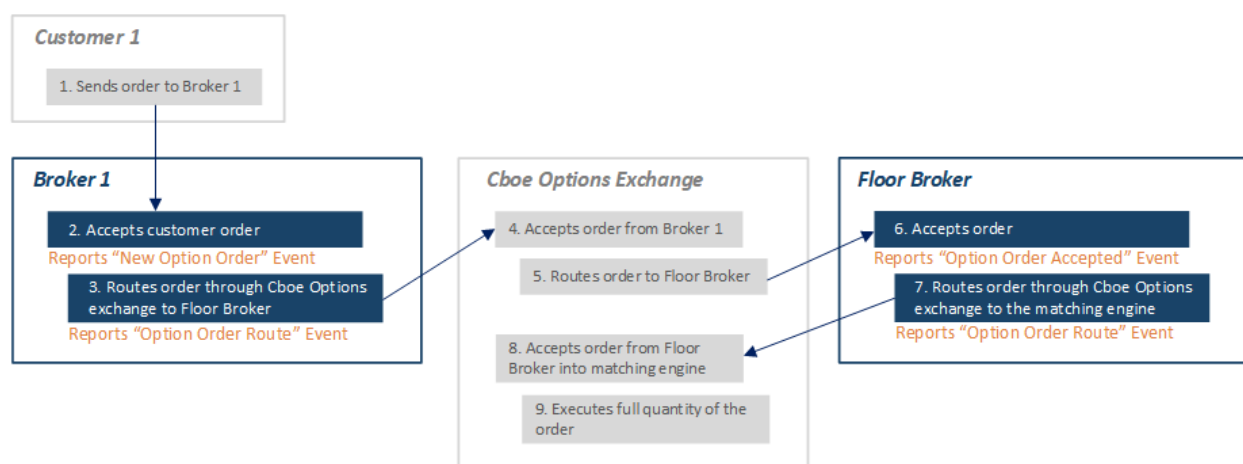 Customer 1
1. Sends order to Broker 1
Broker 1
2. Accepts customer order
Reports “New Option Order” Event
3. Routes order through Cboe Options
exchange to Floor Broker
Reports “Option Order Route” Event
Cboe Options Exchange
4. Accepts order from Broker 1
5. Routes order to Floor Broker
8. Accepts order from Floor
Broker into matching engine
9. Executes full quantity of the
order
Floor Broker
6. Accepts order
Reports “Option Order Accepted” Event
7. Routes order through Cboe Options
exchange to the matching engine
Reports “Option Order Route” Event